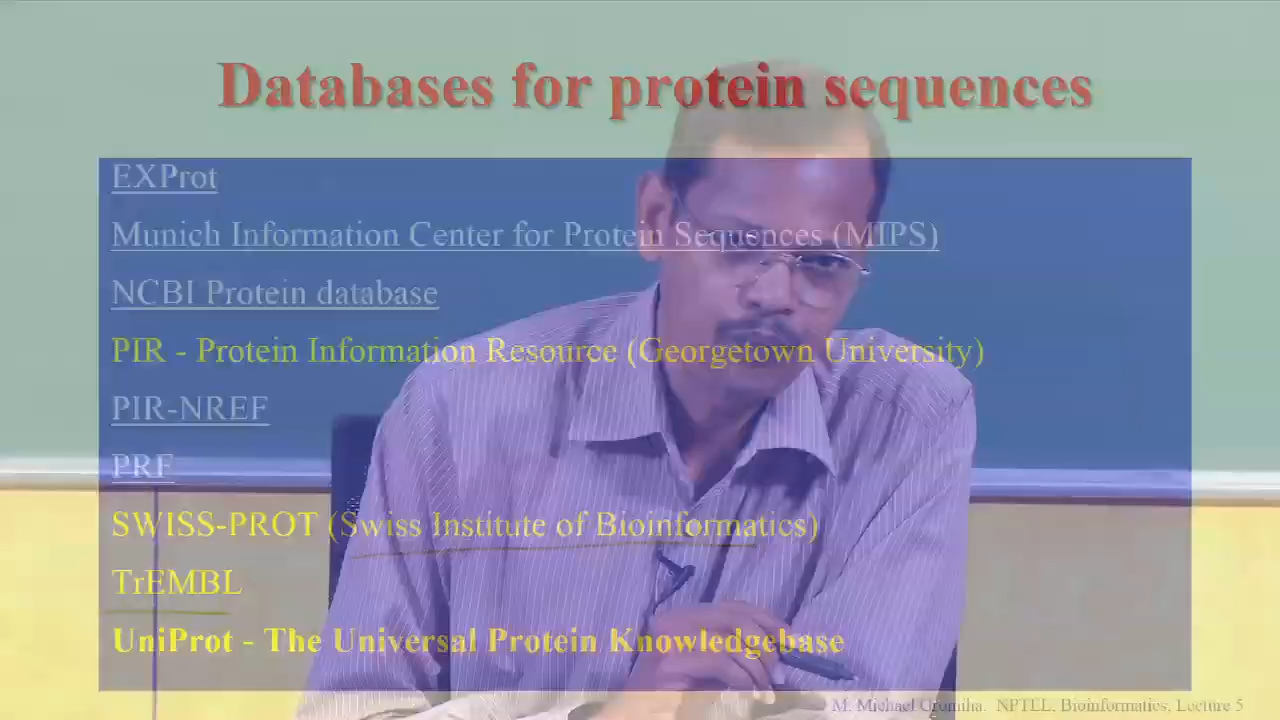 Databases for protein sequences
EXProt
Munich Information Center for Protein Sequences (MIPS)
NCBI Protein database
PIR - Protein Information Resource (Georgetown University)
PIR-NREF
PRF
SWISS-PROT (Swiss Institute of Bioinformatics)
TrEMBL
UniProt - The Universal Protein Knowledgebase
M. Michael Gromiha. NPTEL, Bioinformatics, Lecture 5